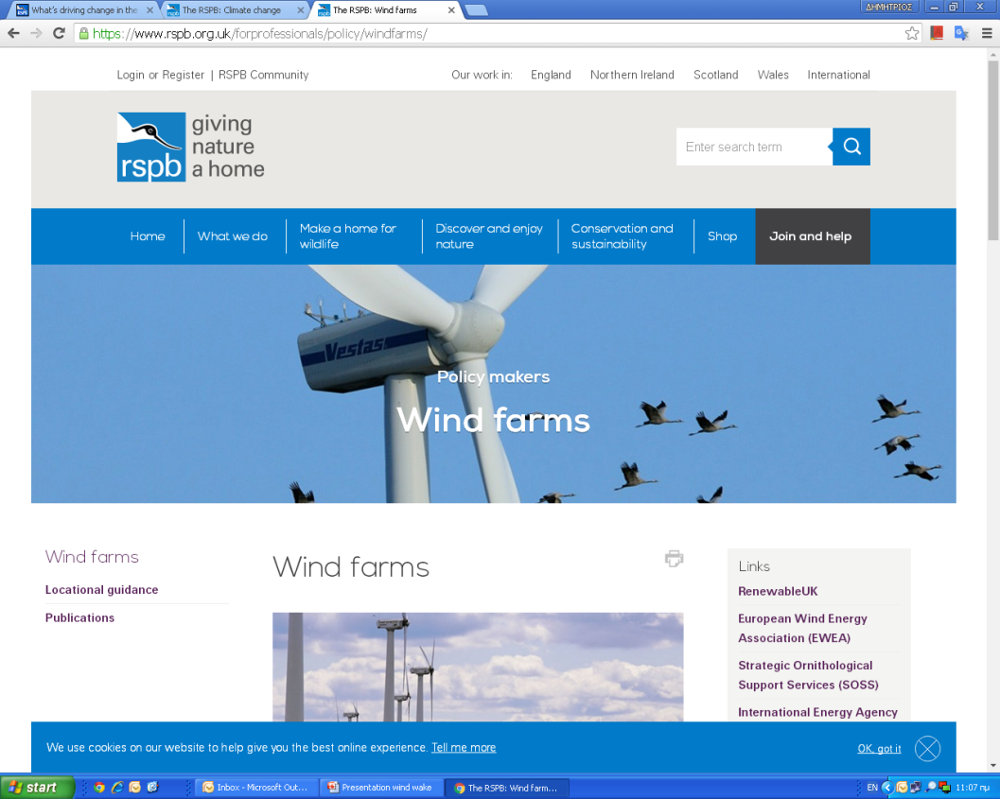 What's driving change in the
The RSPB: Climate change
The RSPB: Wind farms
ΔΗΜΗΤΡΙΟΣ
https://www.rspb.org.uk/forprofessionals/policy/windfarms/
Login or Register | RSPB Community
Our work in: England Northern Ireland Scotland Wales International
rspb
giving
nature
a home
Enter search term
Home
What we do
Make a home for
wildlife
Discover and enjoy
nature
Conservation and
sustainability
Shop
Join and help
Vestas
Policy makers
Wind farms
Wind farms
Locational guidance
Publications
Wind farms
Links
RenewableUK
European Wind Energy
Association (EWEA)
Strategic Ornithological
Support Services (SOSS)
International Energy Agency
We use cookies on our website to help give you the best online experience. Tell me more
OK, got it
start
Inbox - Microsoft Out...
Presentation wind wake
The RSPB: Wind farm...
EN
11:07 πμ